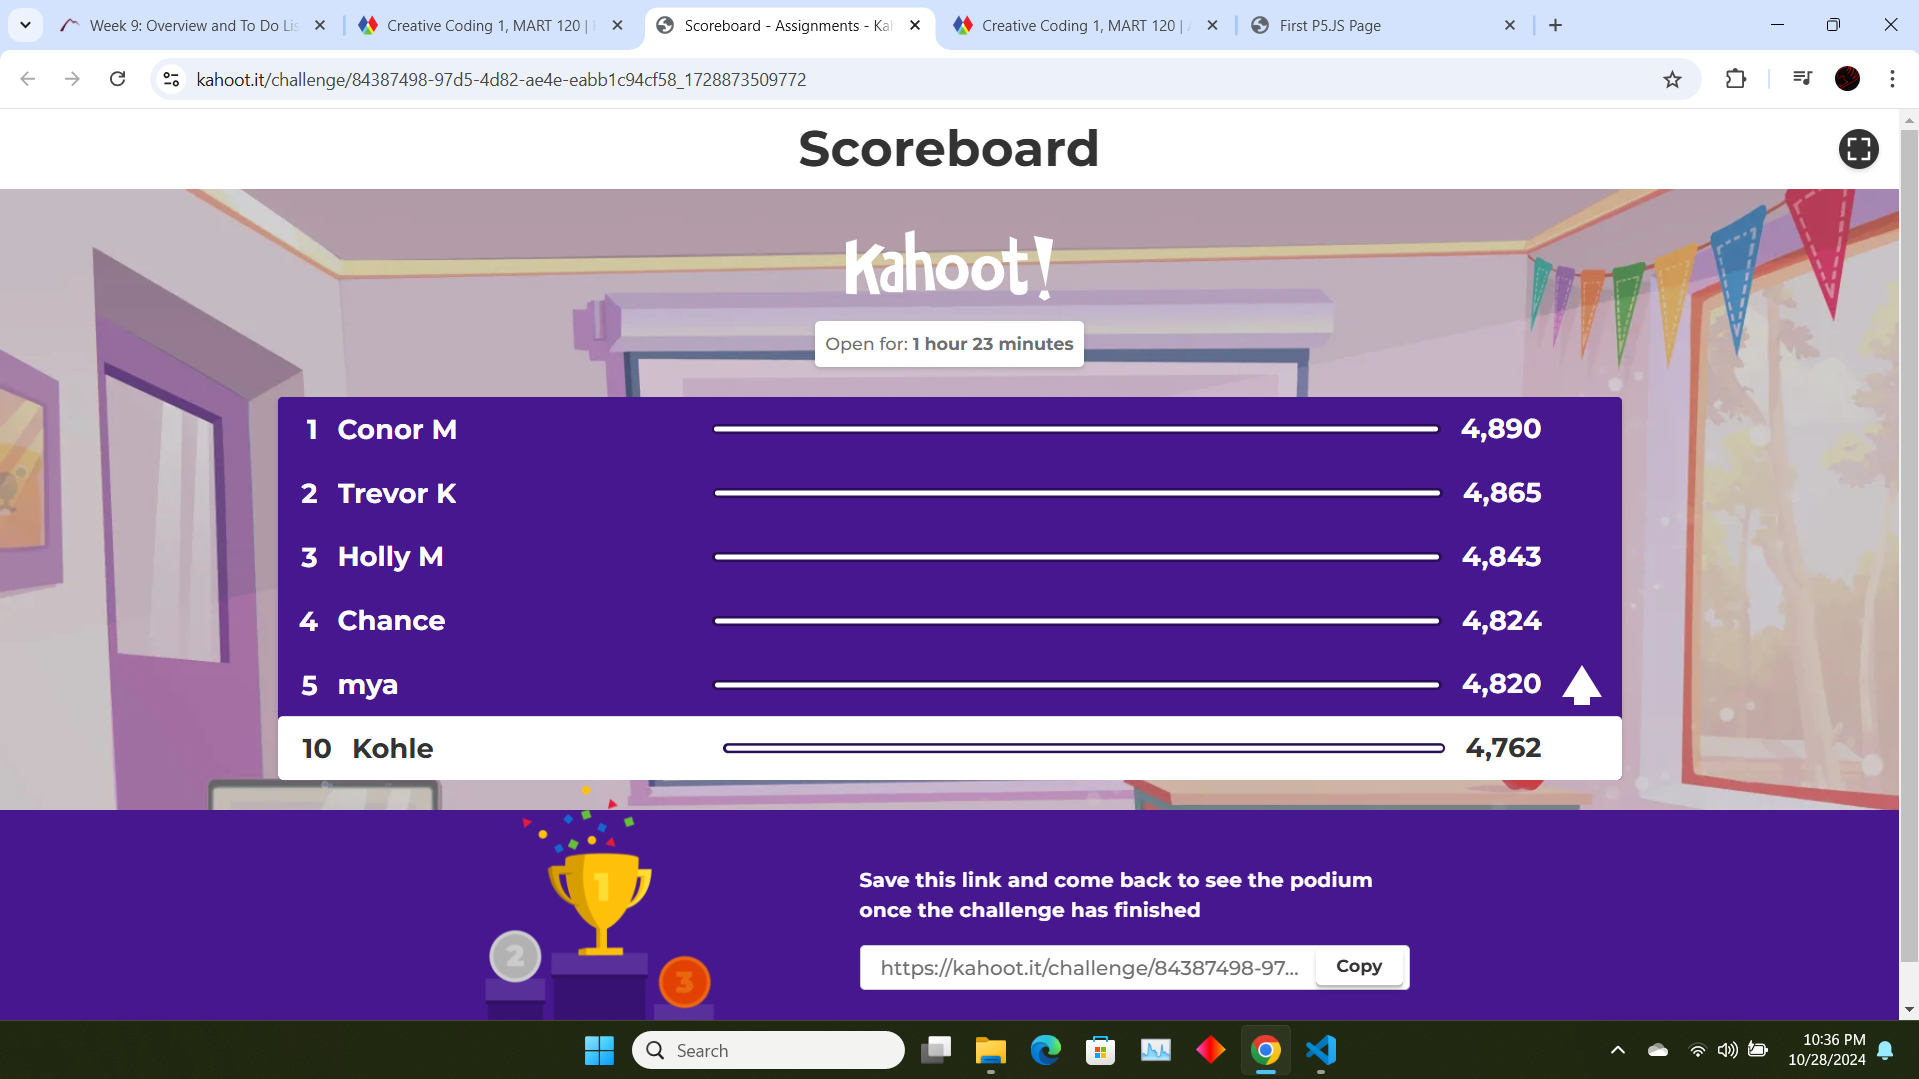 Week 9: Overview and To Do Lis
Creative Coding 1, MART 120 |
Scoreboard - Assignments - Kah
Creative Coding 1, MART 120 |
First P5.JS Page
kahoot.it/challenge/84387498-97d5-4d82-ae4e-eabb1c94cf58_1728873509772
Scoreboard
Kahoot!
Open for: 1 hour 23 minutes
1 Conor M 4,890
2 Trevor K 4,865
3 Holly M 4,843
4 Chance 4,824
5 mya 4,820
10 Kohle 4,762
1
2
3
Save this link and come back to see the podium
once the challenge has finished
https://kahoot.it/challenge/84387498-97... Copy
Search
10:36 PM
10/28/2024